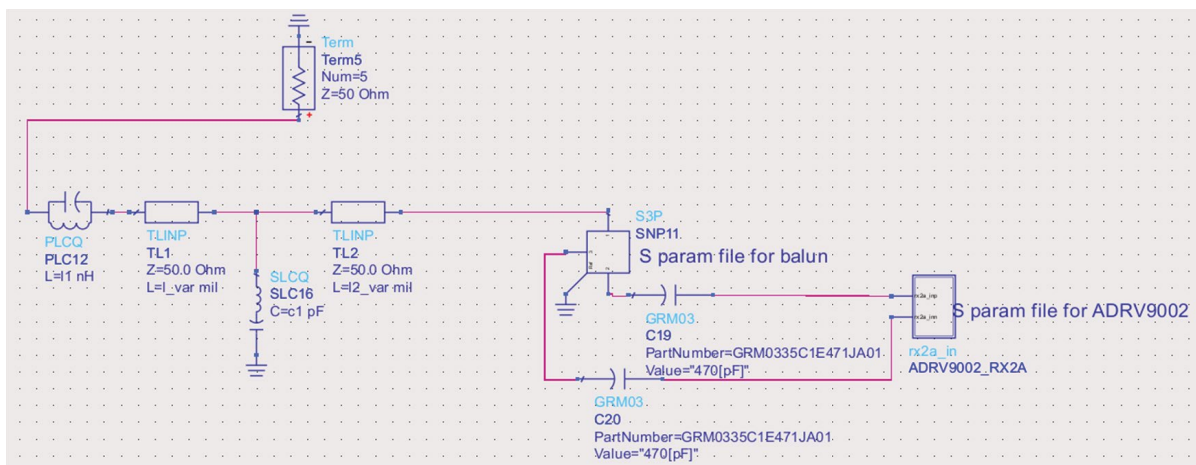 Term
Term5
Num=5
Z=50 Ohm
PLCQ
PLC12
L=l1 nH
TLINP
TL1
Z=50.0 Ohm
L=l_var mil
SLCQ
SLC16
C=c1 pF
TLINP
TL2
Z=50.0 Ohm
L=l2_var mil
S3P
SNP11
S param file for balun
GRM03
C19
PartNumber=GRM0335C1E471JA01
Value="470[pF]"
GRM03
C20
PartNumber=GRM0335C1E471JA01
Value="470[pF]"
rx2a_inp
rx2a_inn
S param file for ADRV9002
rx2a_in
ADRV9002_RX2A